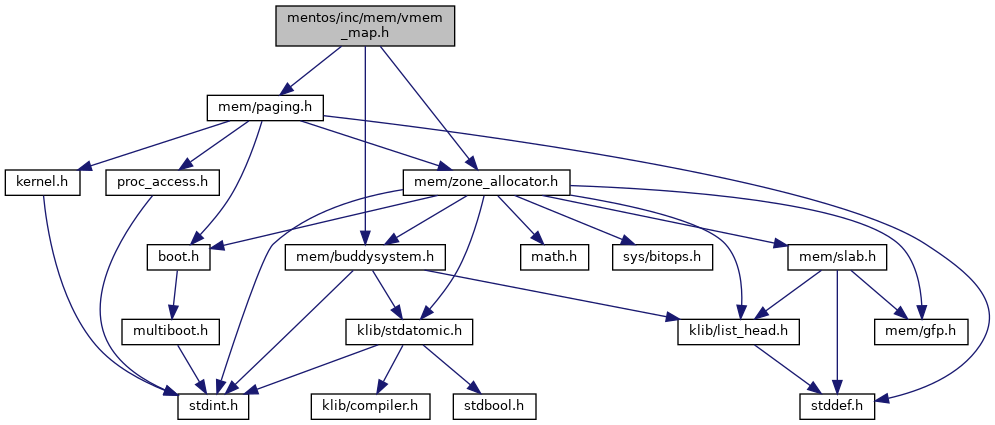 mentos/inc/mem/vmem
_map.h
mem/paging.h
kernel.h
proc_access.h
mem/zone_allocator.h
boot.h
mem/buddysystem.h
math.h
sys/bitops.h
mem/slab.h
multiboot.h
klib/stdatomic.h
klib/list_head.h
mem/gfp.h
stdint.h
klib/compiler.h
stdbool.h
stddef.h